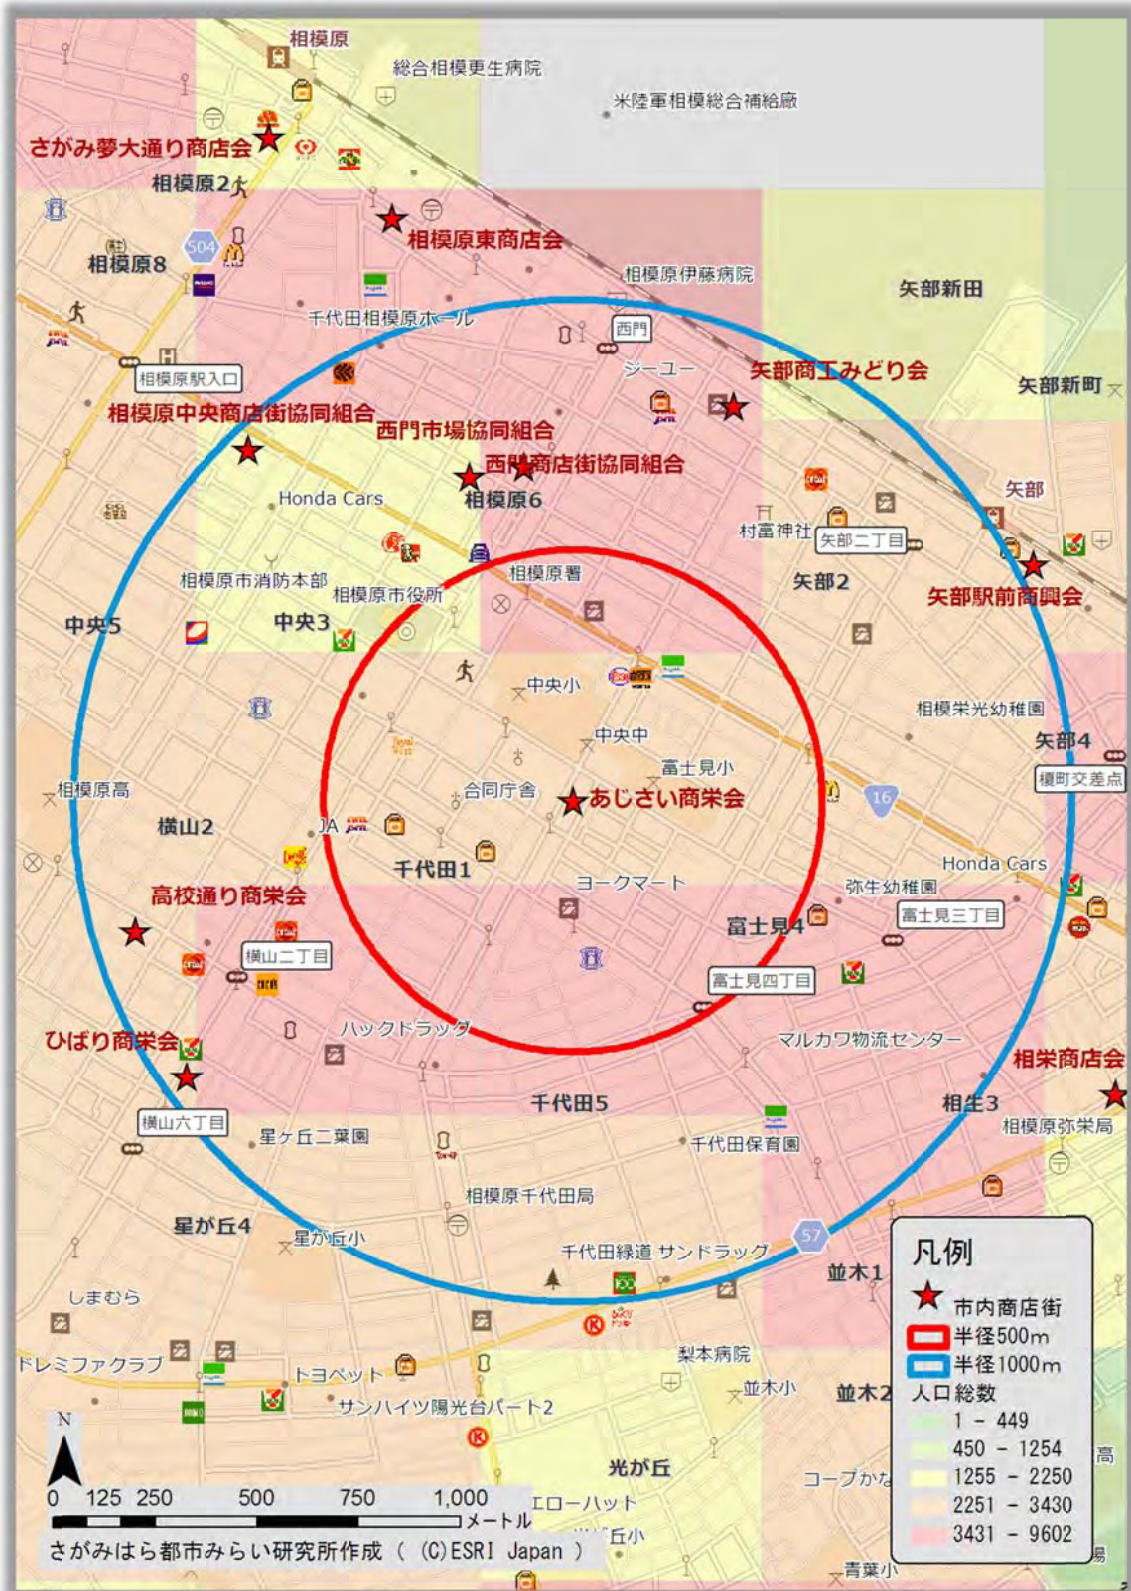 相模原
総合相模更生病院
米陸軍相模総合補給廠
さがみ夢大通り商店会
相模原2
相模原東商店会
504
相模原8
相模原伊藤病院
矢部新田
千代田相模原ホール
西門
ジーユー
矢部商工みどり会
相模原駅入口
矢部新町
相模原中央商店街協同組合
西門市場協同組合
西門商店街協同組合
相模原6
Honda Cars
矢部
村富神社
矢部二丁目
相模原署
相模原市消防本部
相模原市役所
矢部2
矢部駅前商興会
中央5
中央3
中央小
相模栄光幼稚園
中央中
矢部4
富士見小
榎町交差点
相模原高
合同庁舎
あじさい商栄会
16
横山2
JA
千代田1
Honda Cars
ヨークマート
弥生幼稚園
高校通り商栄会
富士見4
富士見三丁目
横山二丁目
富士見四丁目
ハックドラッグ
ひばり商栄会
マルカワ物流センター
相栄商店会
千代田5
相生3
横山六丁目
星ヶ丘二葉園
千代田保育園
相模原弥栄局
相模原千代田局
星が丘4
星が丘小
千代田緑道 サンドラッグ
57
並木1
しまむら
ドレミファクラブ
トヨペット
梨本病院
並木小
並木2
サンハイツ陽光台パート2
光が丘
コープかな
高
エローハット
丘小
青葉小
場
凡例
市内商店街
半径500m
半径1000m
人口総数
1 - 449
450 - 1254
1255 - 2250
2251 - 3430
3431 - 9602
N
0 125 250 500 750 1,000
メートル
さがみはら都市みらい研究所作成 ( (C)ESRI Japan )